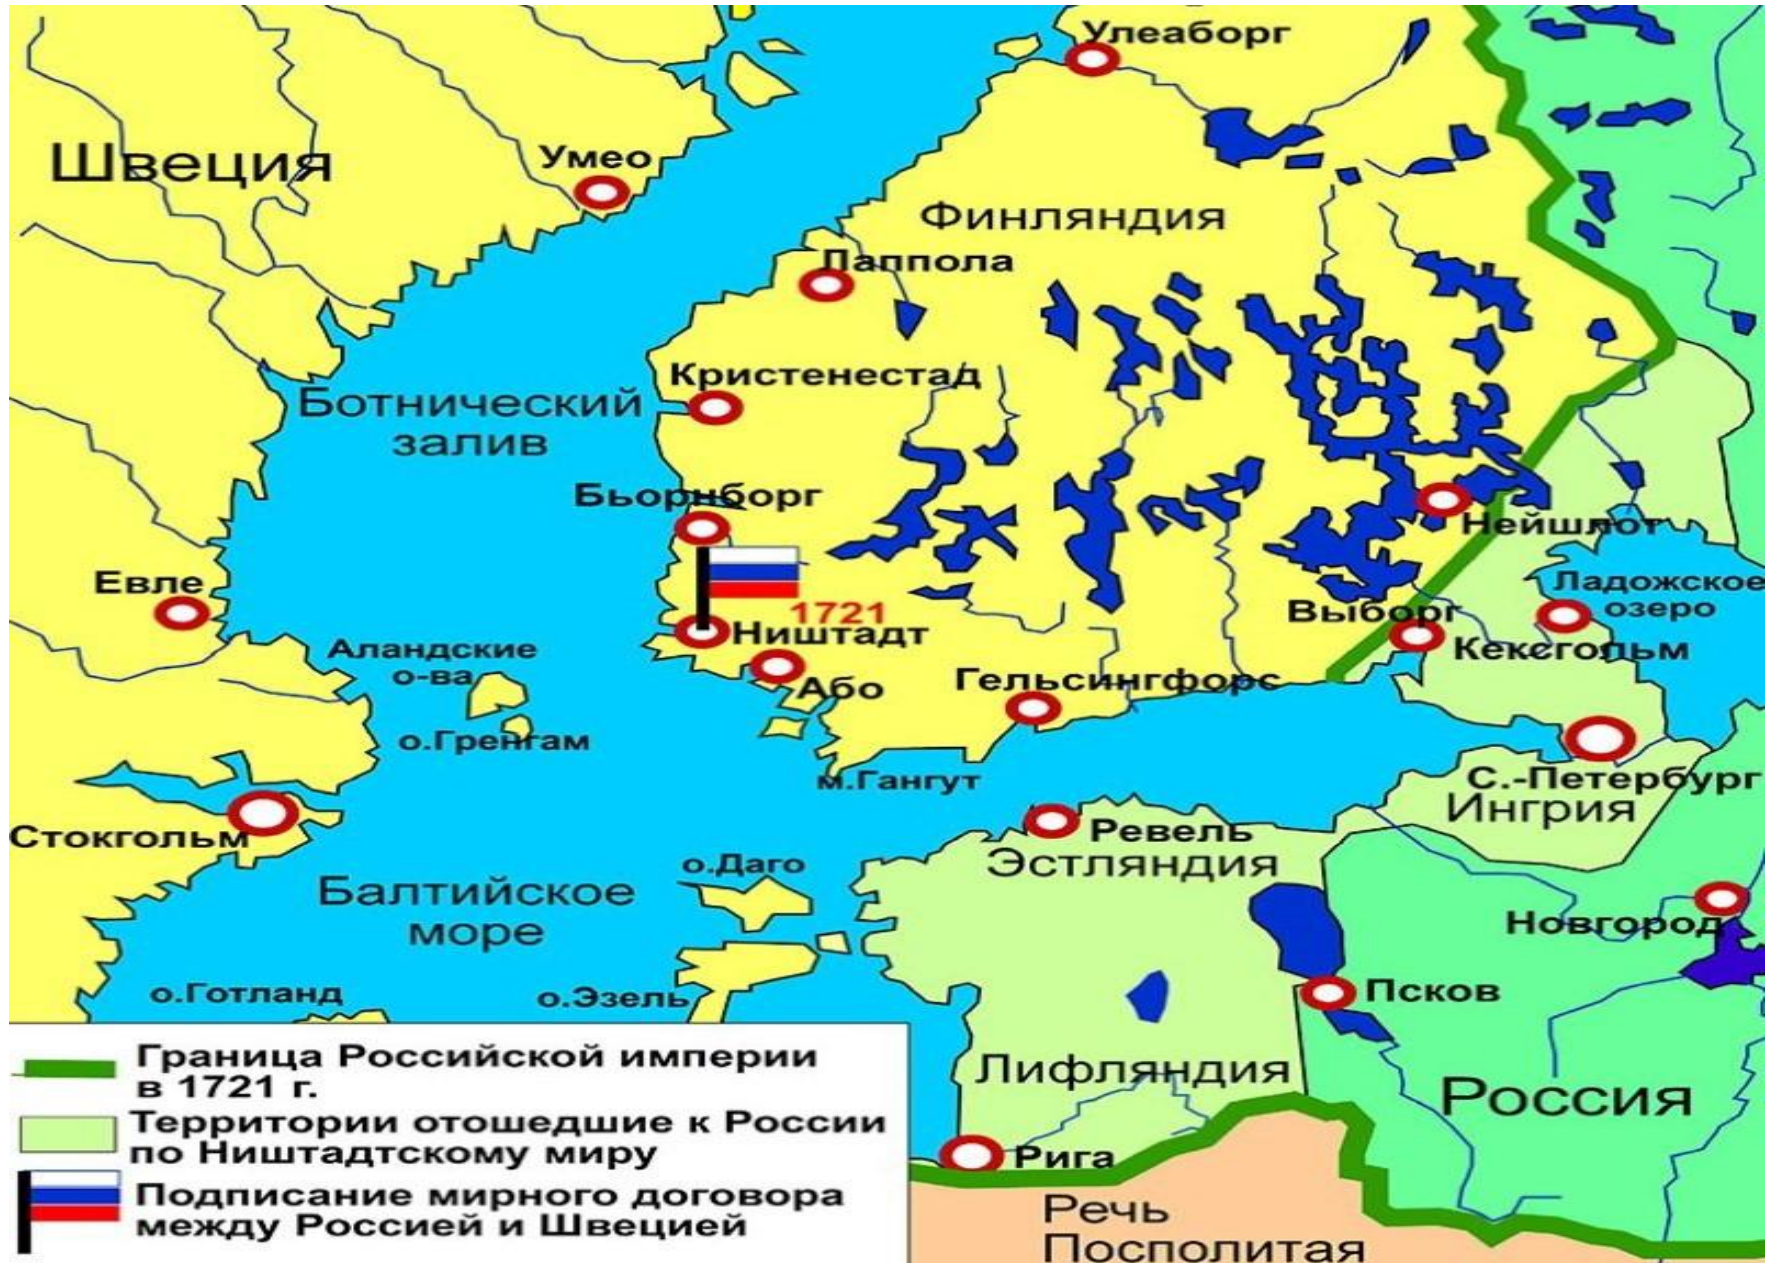 Улеаборг
Швеция
Умео
Финляндия
Лаппола
Кристенестад
Ботнический
залив
Бьорнборг
Нейшлот
Евле
1721
Ништадт
Ладожское
озеро
Выборг
Кексгольм
Аландские
о-ва
Або
Гельсингфорс
о.Гренгам
м.Гангут
С.-Петербург
Ингрия
Стокгольм
Ревель
Эстляндия
о.Даго
Балтийское
море
Новгород
о.Готланд
о.Эзель
Псков
Лифляндия
Россия
Рига
Речь
Посполитая
Граница Российской империи
в 1721 г.
Территории отошедшие к России
по Ништадтскому миру
Подписание мирного договора
между Россией и Швецией